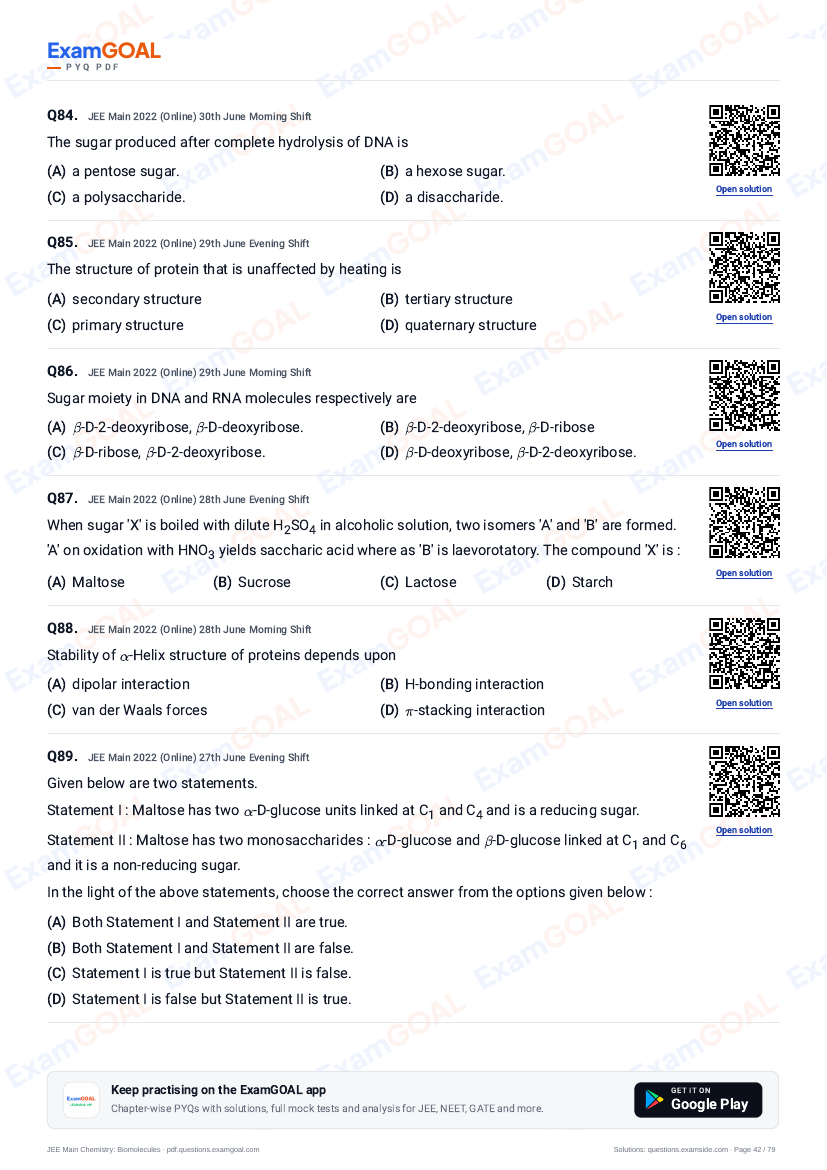 ExamGOAL
PYQ PDF
Q84. JEE Main 2022 (Online) 30th June Morning Shift
The sugar produced after complete hydrolysis of DNA is
(A) a pentose sugar.
(B) a hexose sugar.
(C) a polysaccharide.
(D) a disaccharide.
Open solution
Q85. JEE Main 2022 (Online) 29th June Evening Shift
The structure of protein that is unaffected by heating is
(A) secondary structure
(B) tertiary structure
(C) primary structure
(D) quaternary structure
Open solution
Q86. JEE Main 2022 (Online) 29th June Morning Shift
Sugar moiety in DNA and RNA molecules respectively are
(A) β-D-2-deoxyribose, β-D-deoxyribose.
(B) β-D-2-deoxyribose, β-D-ribose
(C) β-D-ribose, β-D-2-deoxyribose.
(D) β-D-deoxyribose, β-D-2-deoxyribose.
Open solution
Q87. JEE Main 2022 (Online) 28th June Evening Shift
When sugar 'X' is boiled with dilute H₂SO₄ in alcoholic solution, two isomers 'A' and 'B' are formed.
'A' on oxidation with HNO₃ yields saccharic acid where as 'B' is laevorotatory. The compound 'X' is :
(A) Maltose
(B) Sucrose
(C) Lactose
(D) Starch
Open solution
Q88. JEE Main 2022 (Online) 28th June Morning Shift
Stability of α-Helix structure of proteins depends upon
(A) dipolar interaction
(B) H-bonding interaction
(C) van der Waals forces
(D) π-stacking interaction
Open solution
Q89. JEE Main 2022 (Online) 27th June Evening Shift
Given below are two statements.
Statement I : Maltose has two α-D-glucose units linked at C₁ and C₄ and is a reducing sugar.
Statement II : Maltose has two monosaccharides : α-D-glucose and β-D-glucose linked at C₁ and C₆
and it is a non-reducing sugar.
In the light of the above statements, choose the correct answer from the options given below :
(A) Both Statement I and Statement II are true.
(B) Both Statement I and Statement II are false.
(C) Statement I is true but Statement II is false.
(D) Statement I is false but Statement II is true.
Open solution
ExamGOAL
Keep practising on the ExamGOAL app
Chapter-wise PYQs with solutions, full mock tests and analysis for JEE, NEET, GATE and more.
GET IT ON
Google Play
JEE Main Chemistry: Biomolecules · pdf.questions.examgoal.com
Solutions: questions.examside.com · Page 42 / 79